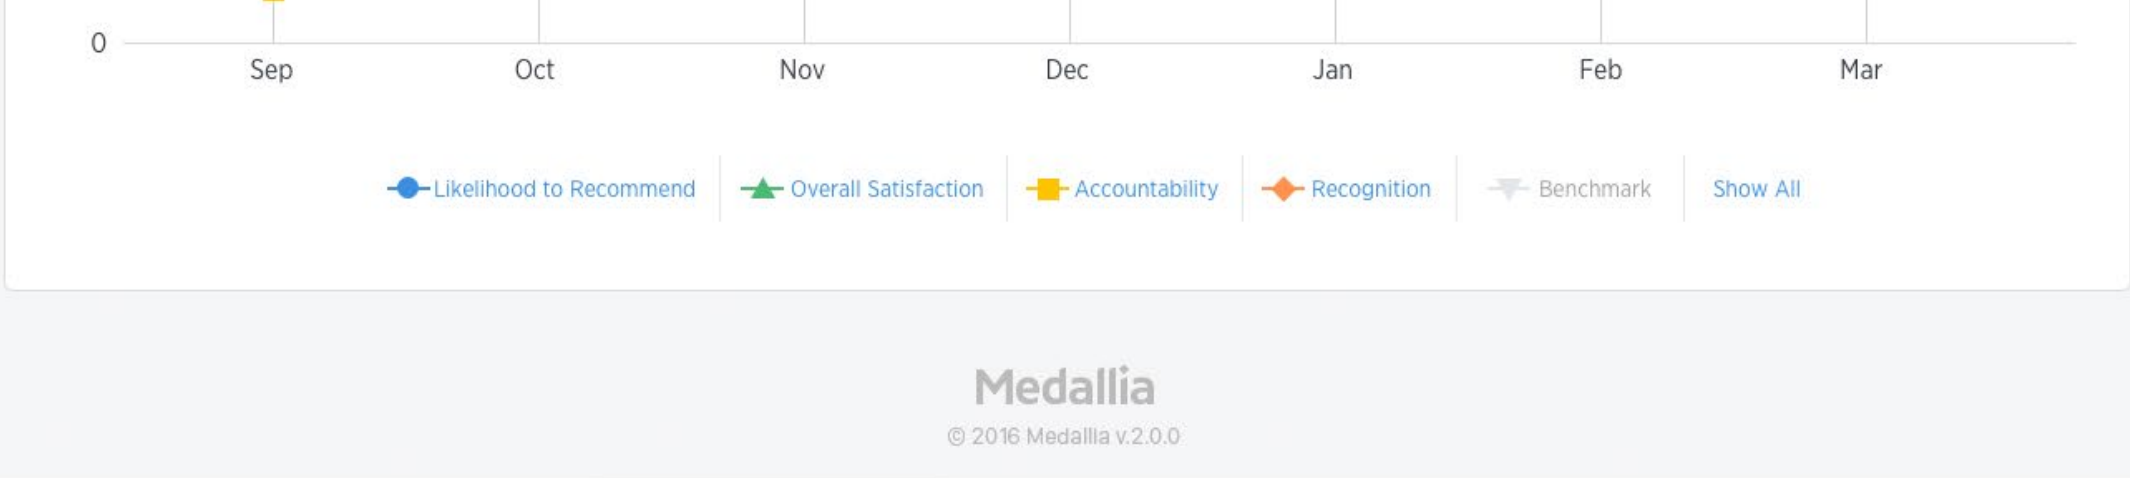 0
Sep Oct Nov Dec Jan Feb Mar
Likelihood to Recommend Overall Satisfaction Accountability Recognition Benchmark Show All
Medallia
© 2016 Medallia v.2.0.0